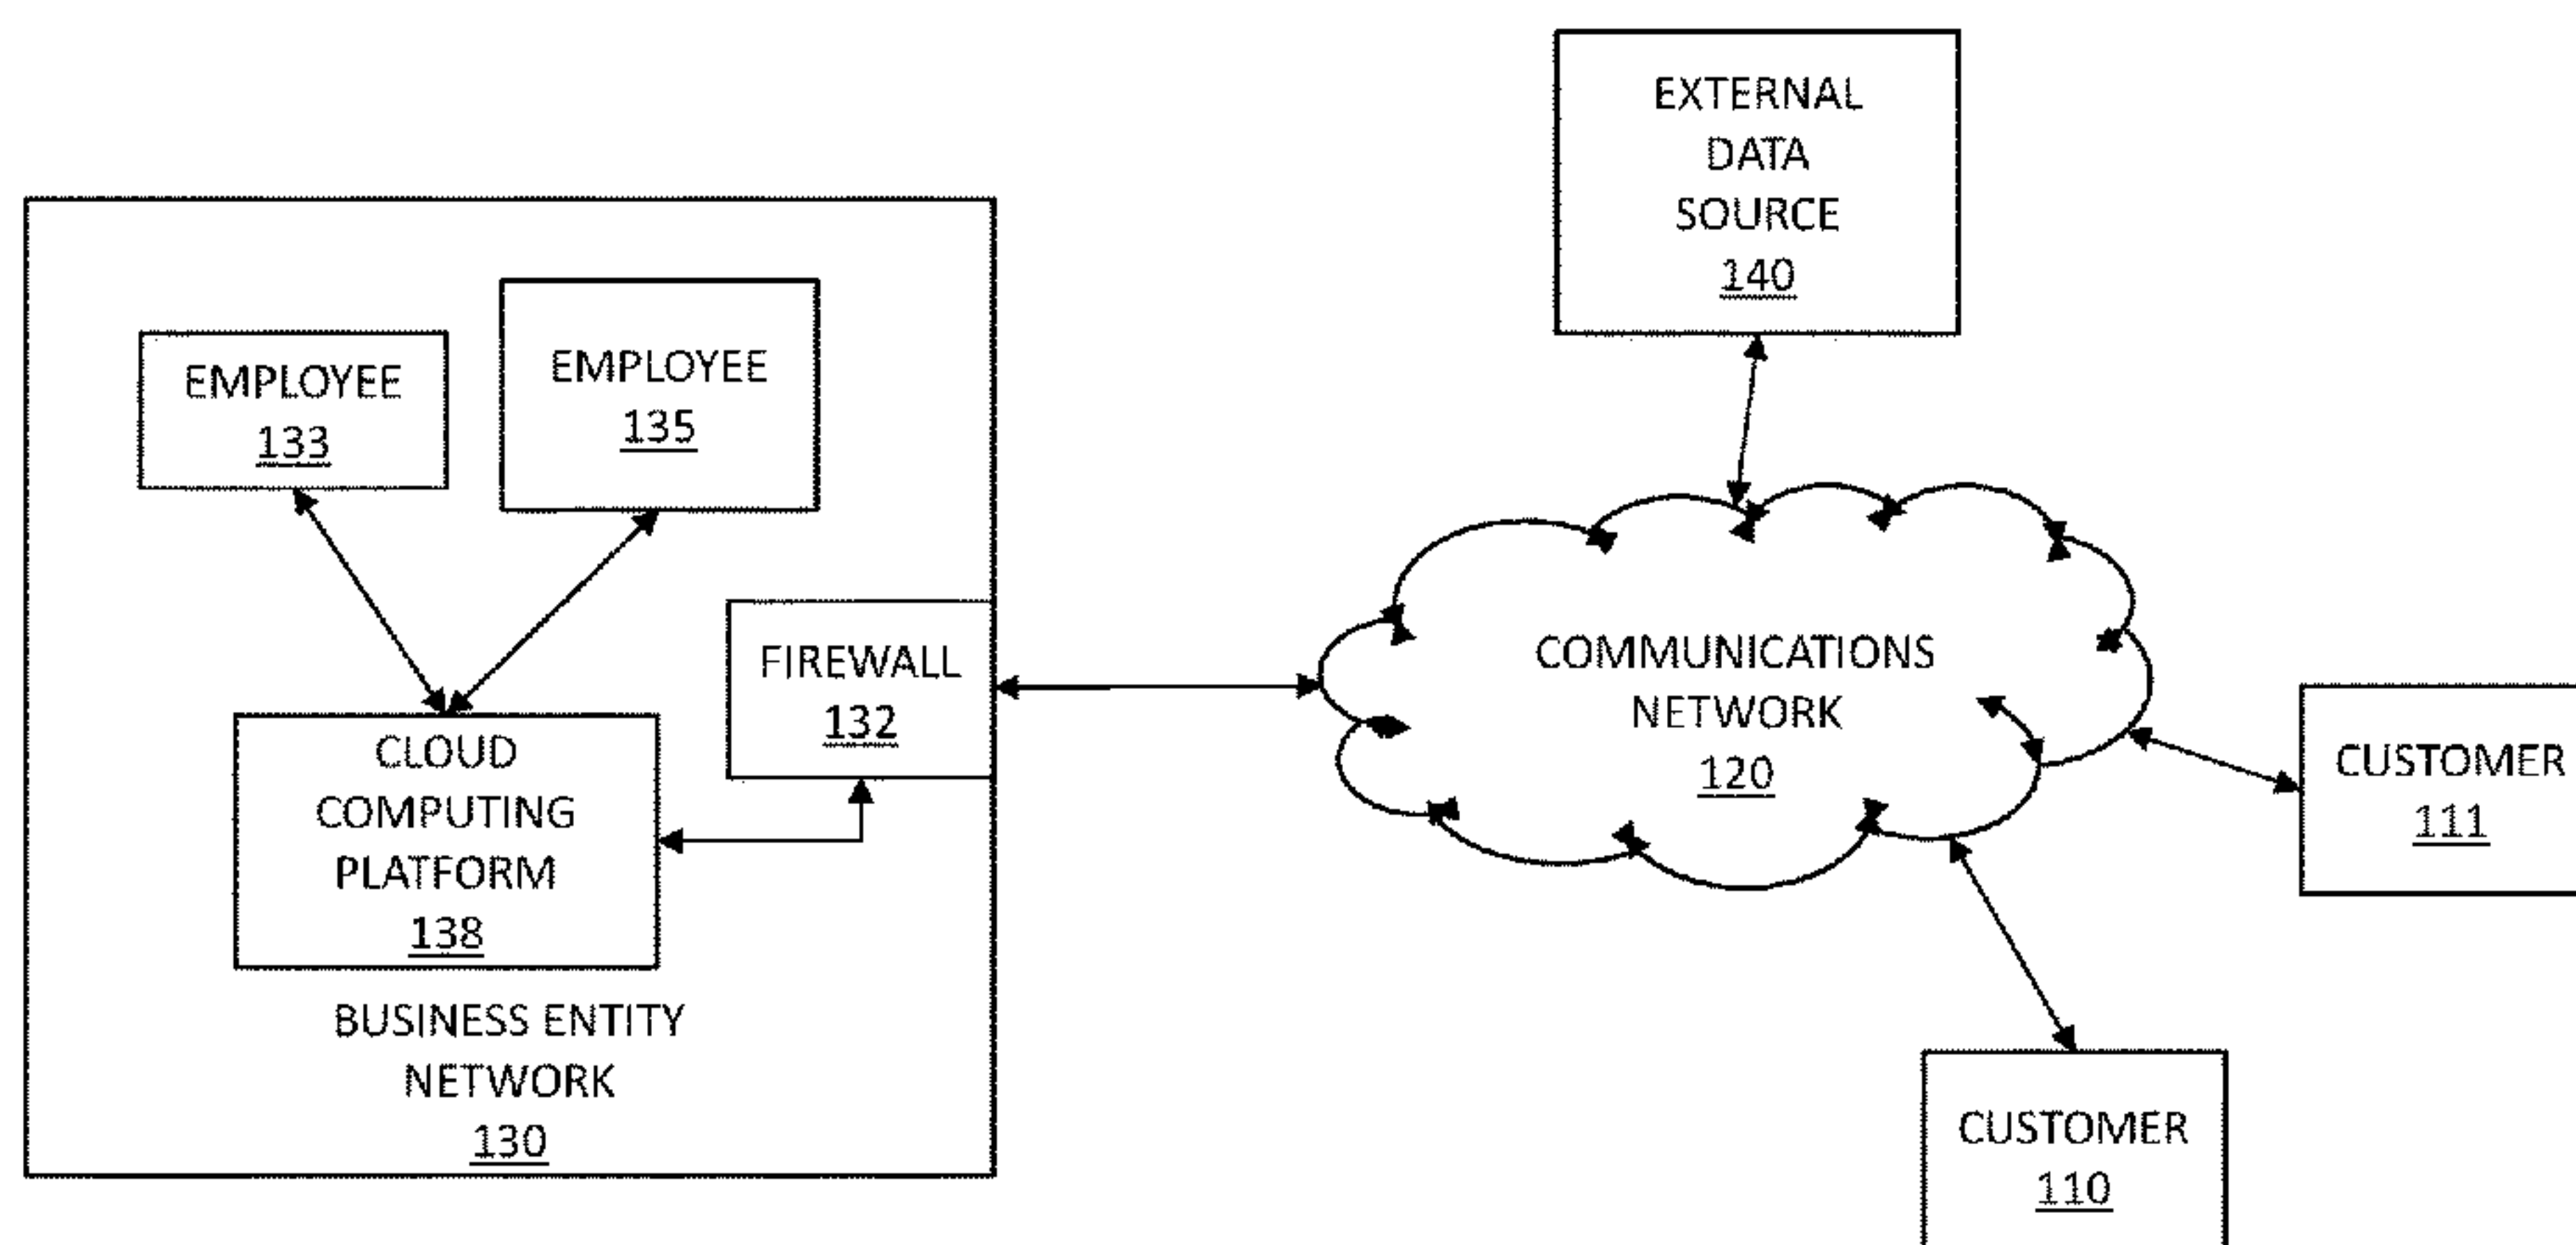 EXTERNAL
DATA
SOURCE
140
EMPLOYEE
133
EMPLOYEE
135
FIREWALL
132
CLOUD
COMPUTING
PLATFORM
138
BUSINESS ENTITY
NETWORK
130
COMMUNICATIONS
NETWORK
120
CUSTOMER
111
CUSTOMER
110